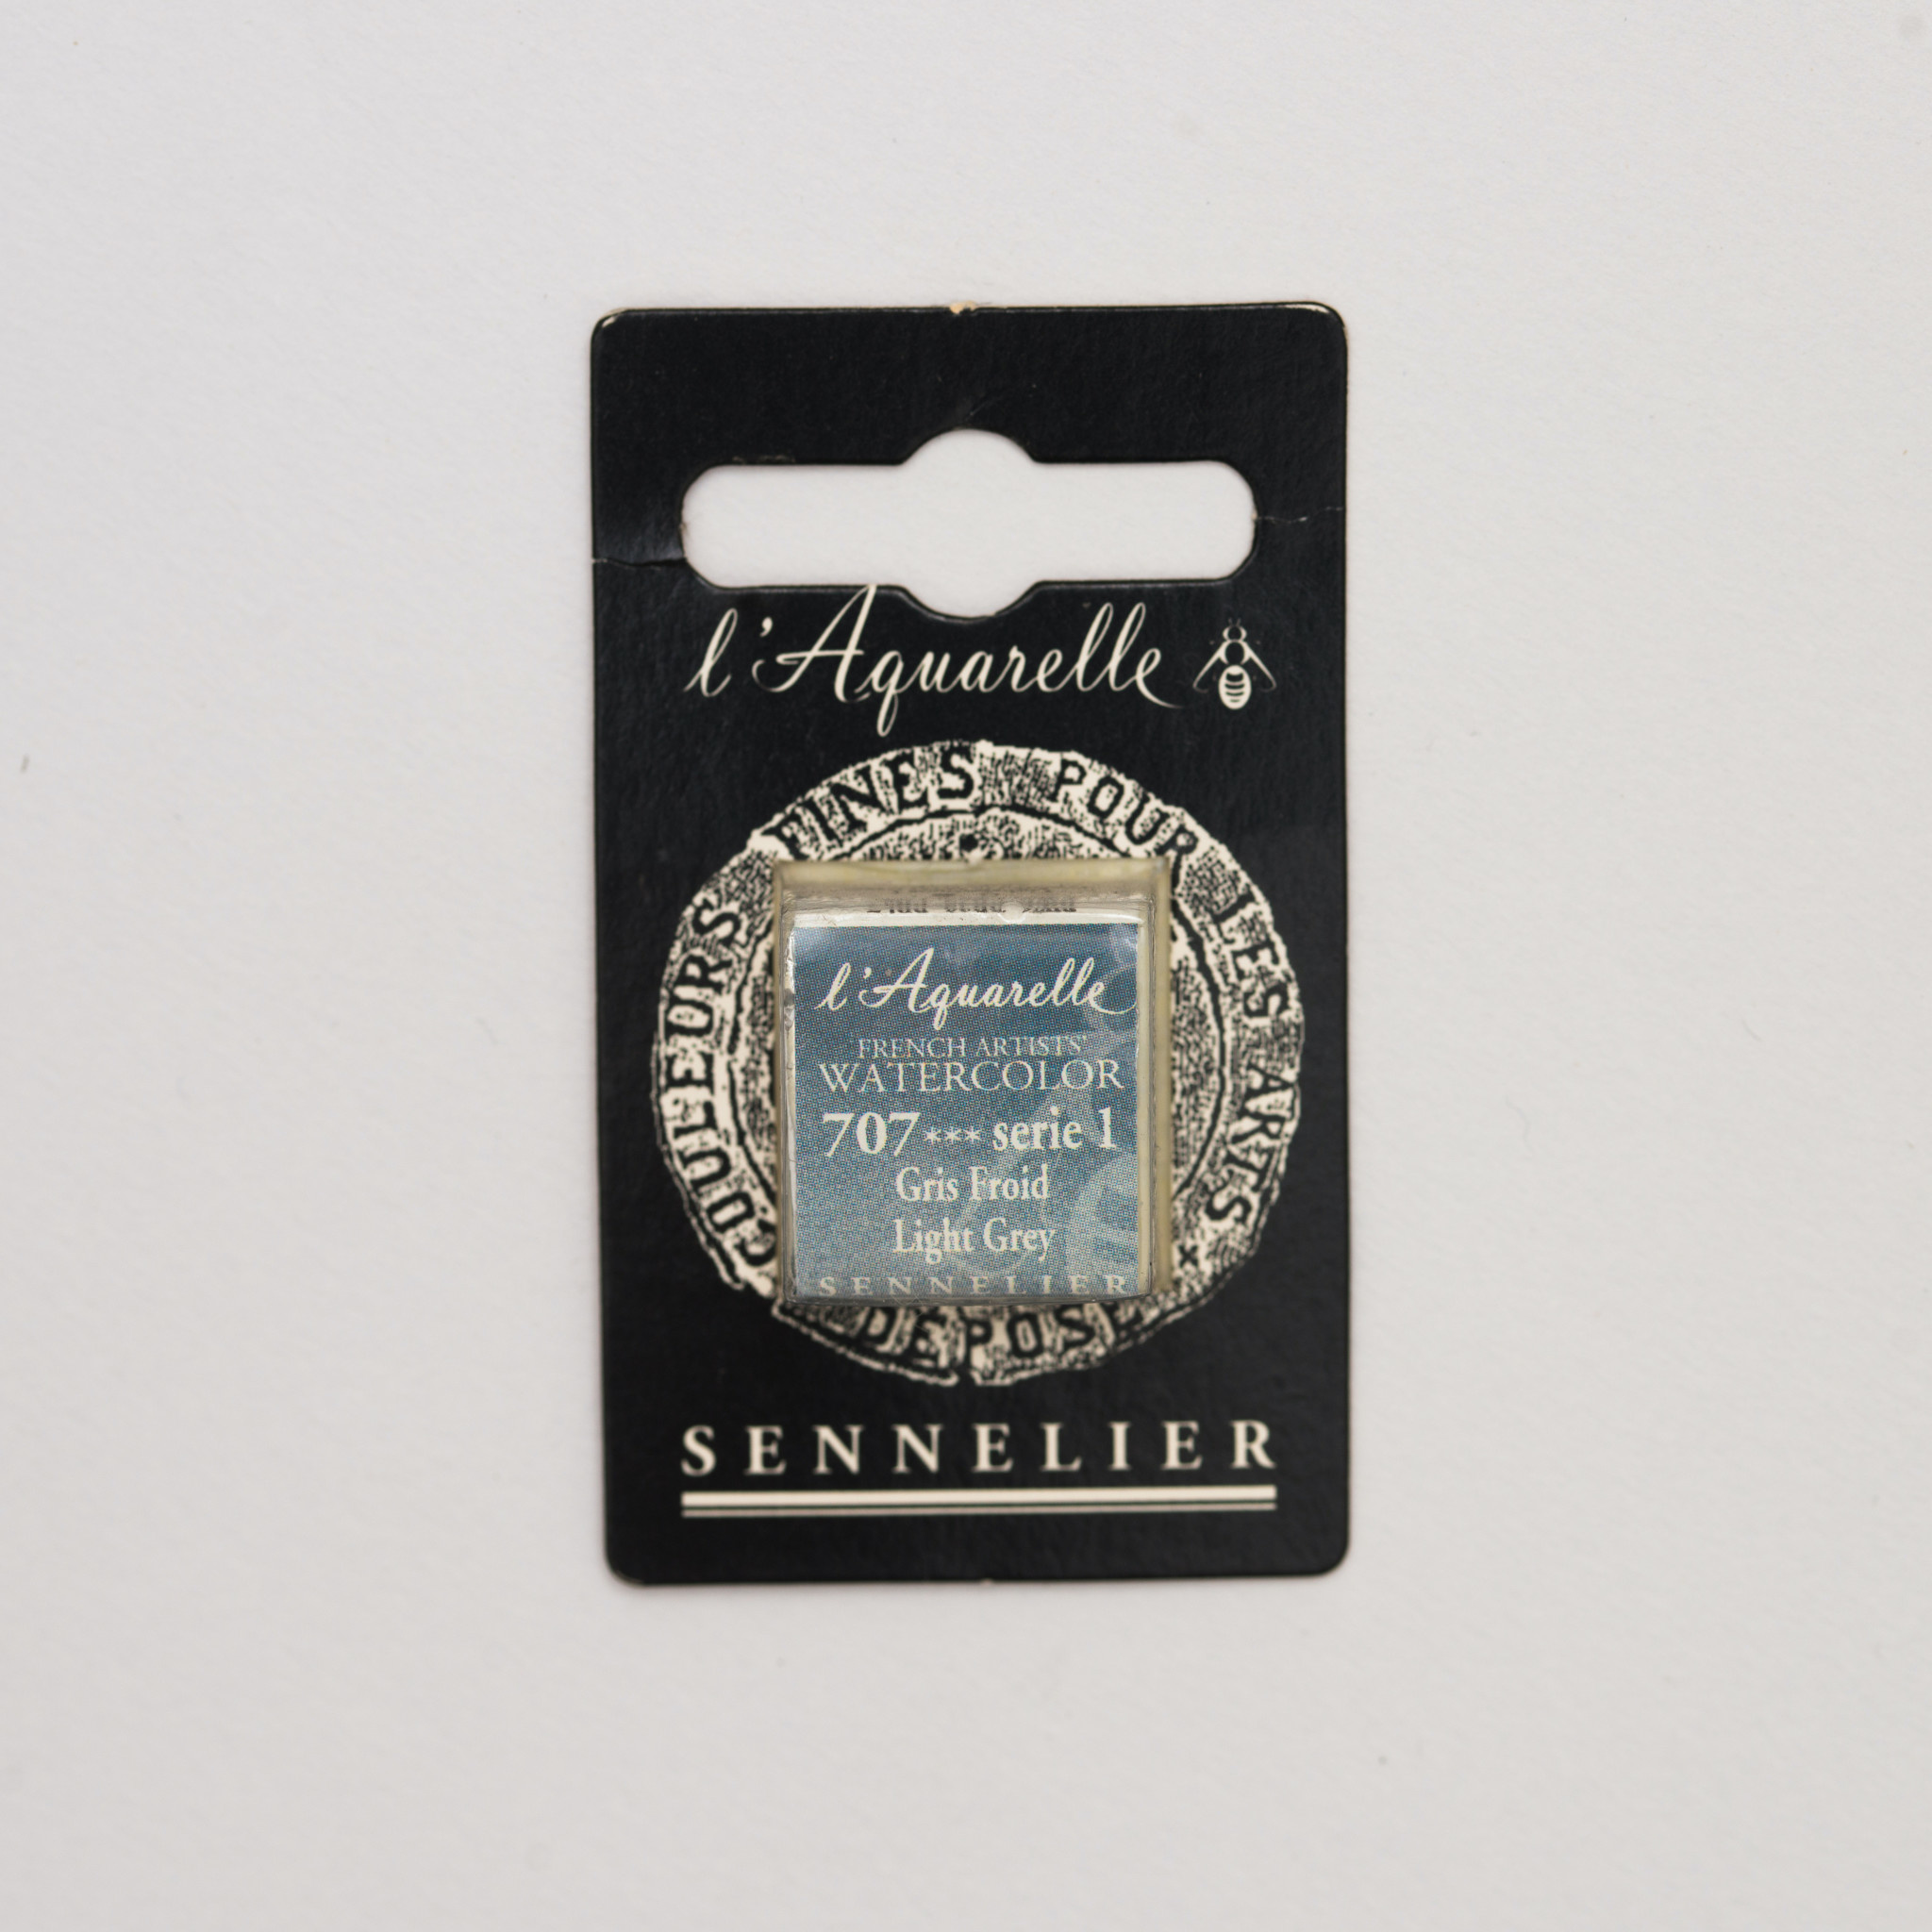 l'Aquarelle
COULEURS FINES POUR LES ARTS
l'Aquarelle
FRENCH ARTISTS'
WATERCOLOR
707*** serie 1
Gris Froid
Light Grey
SENNELIER
DÉPOSÉ
SENNELIER